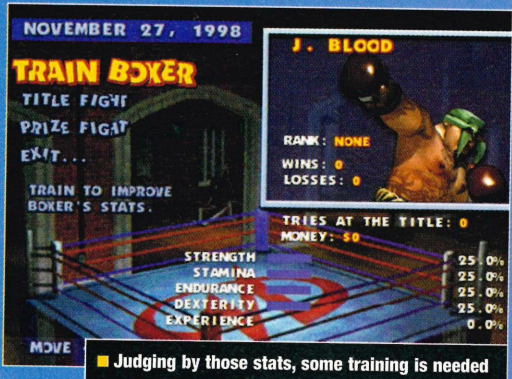 NOVEMBER 27, 1998
TRAIN BOXER
TITLE FIGHT
PRIZE FIGHT
EXIT...
TRAIN TO IMPROVE
BOXER'S STATS.
J. BLOOD
RANK: NONE
WINS: 0
LOSSES: 0
TRIES AT THE TITLE: 0
MONEY: $0
STRENGTH 25.0%
STAMINA 25.0%
ENDURANCE 25.0%
DEXTERITY 25.0%
EXPERIENCE 0.0%
MOVE
Judging by those stats, some training is needed